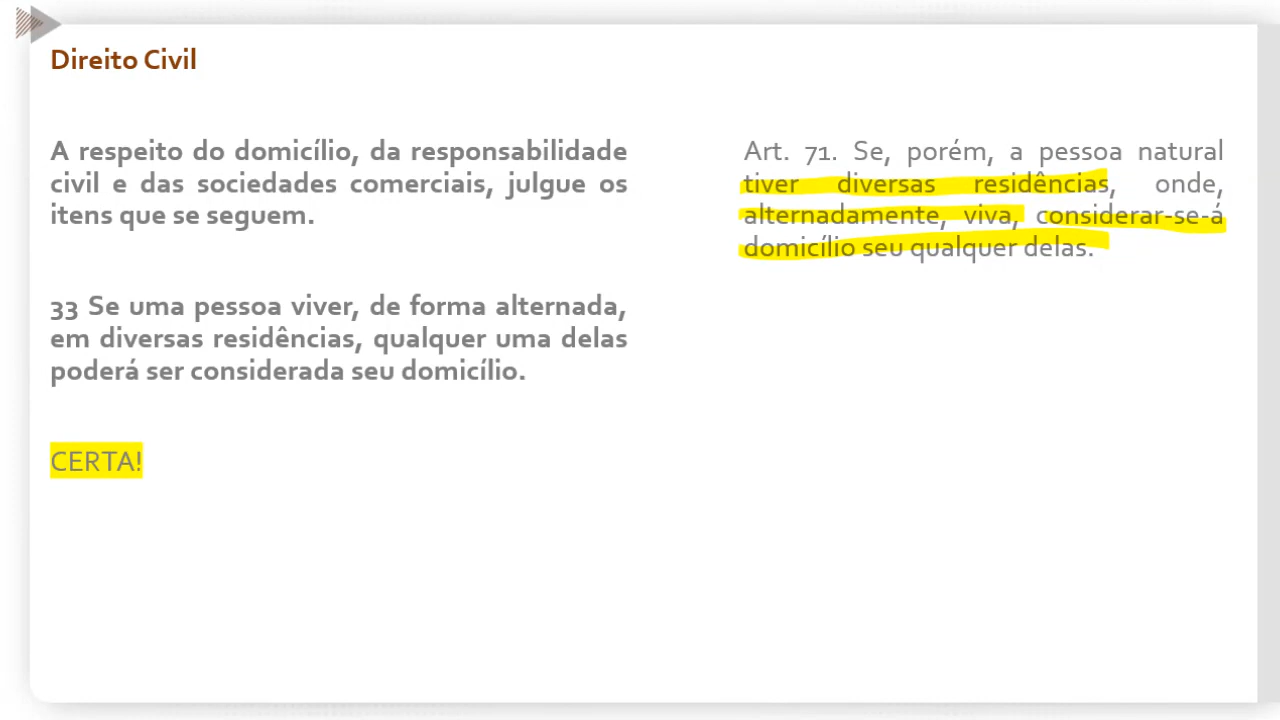 Direito Civil
A respeito do domicílio, da responsabilidade
civil e das sociedades comerciais, julgue os
itens que se seguem.
33 Se uma pessoa viver, de forma alternada,
em diversas residências, qualquer uma delas
poderá ser considerada seu domicílio.
CERTA!
Art. 71. Se, porém, a pessoa natural
tiver diversas residências, onde,
alternadamente, viva, considerar-se-á
domicílio seu qualquer delas.